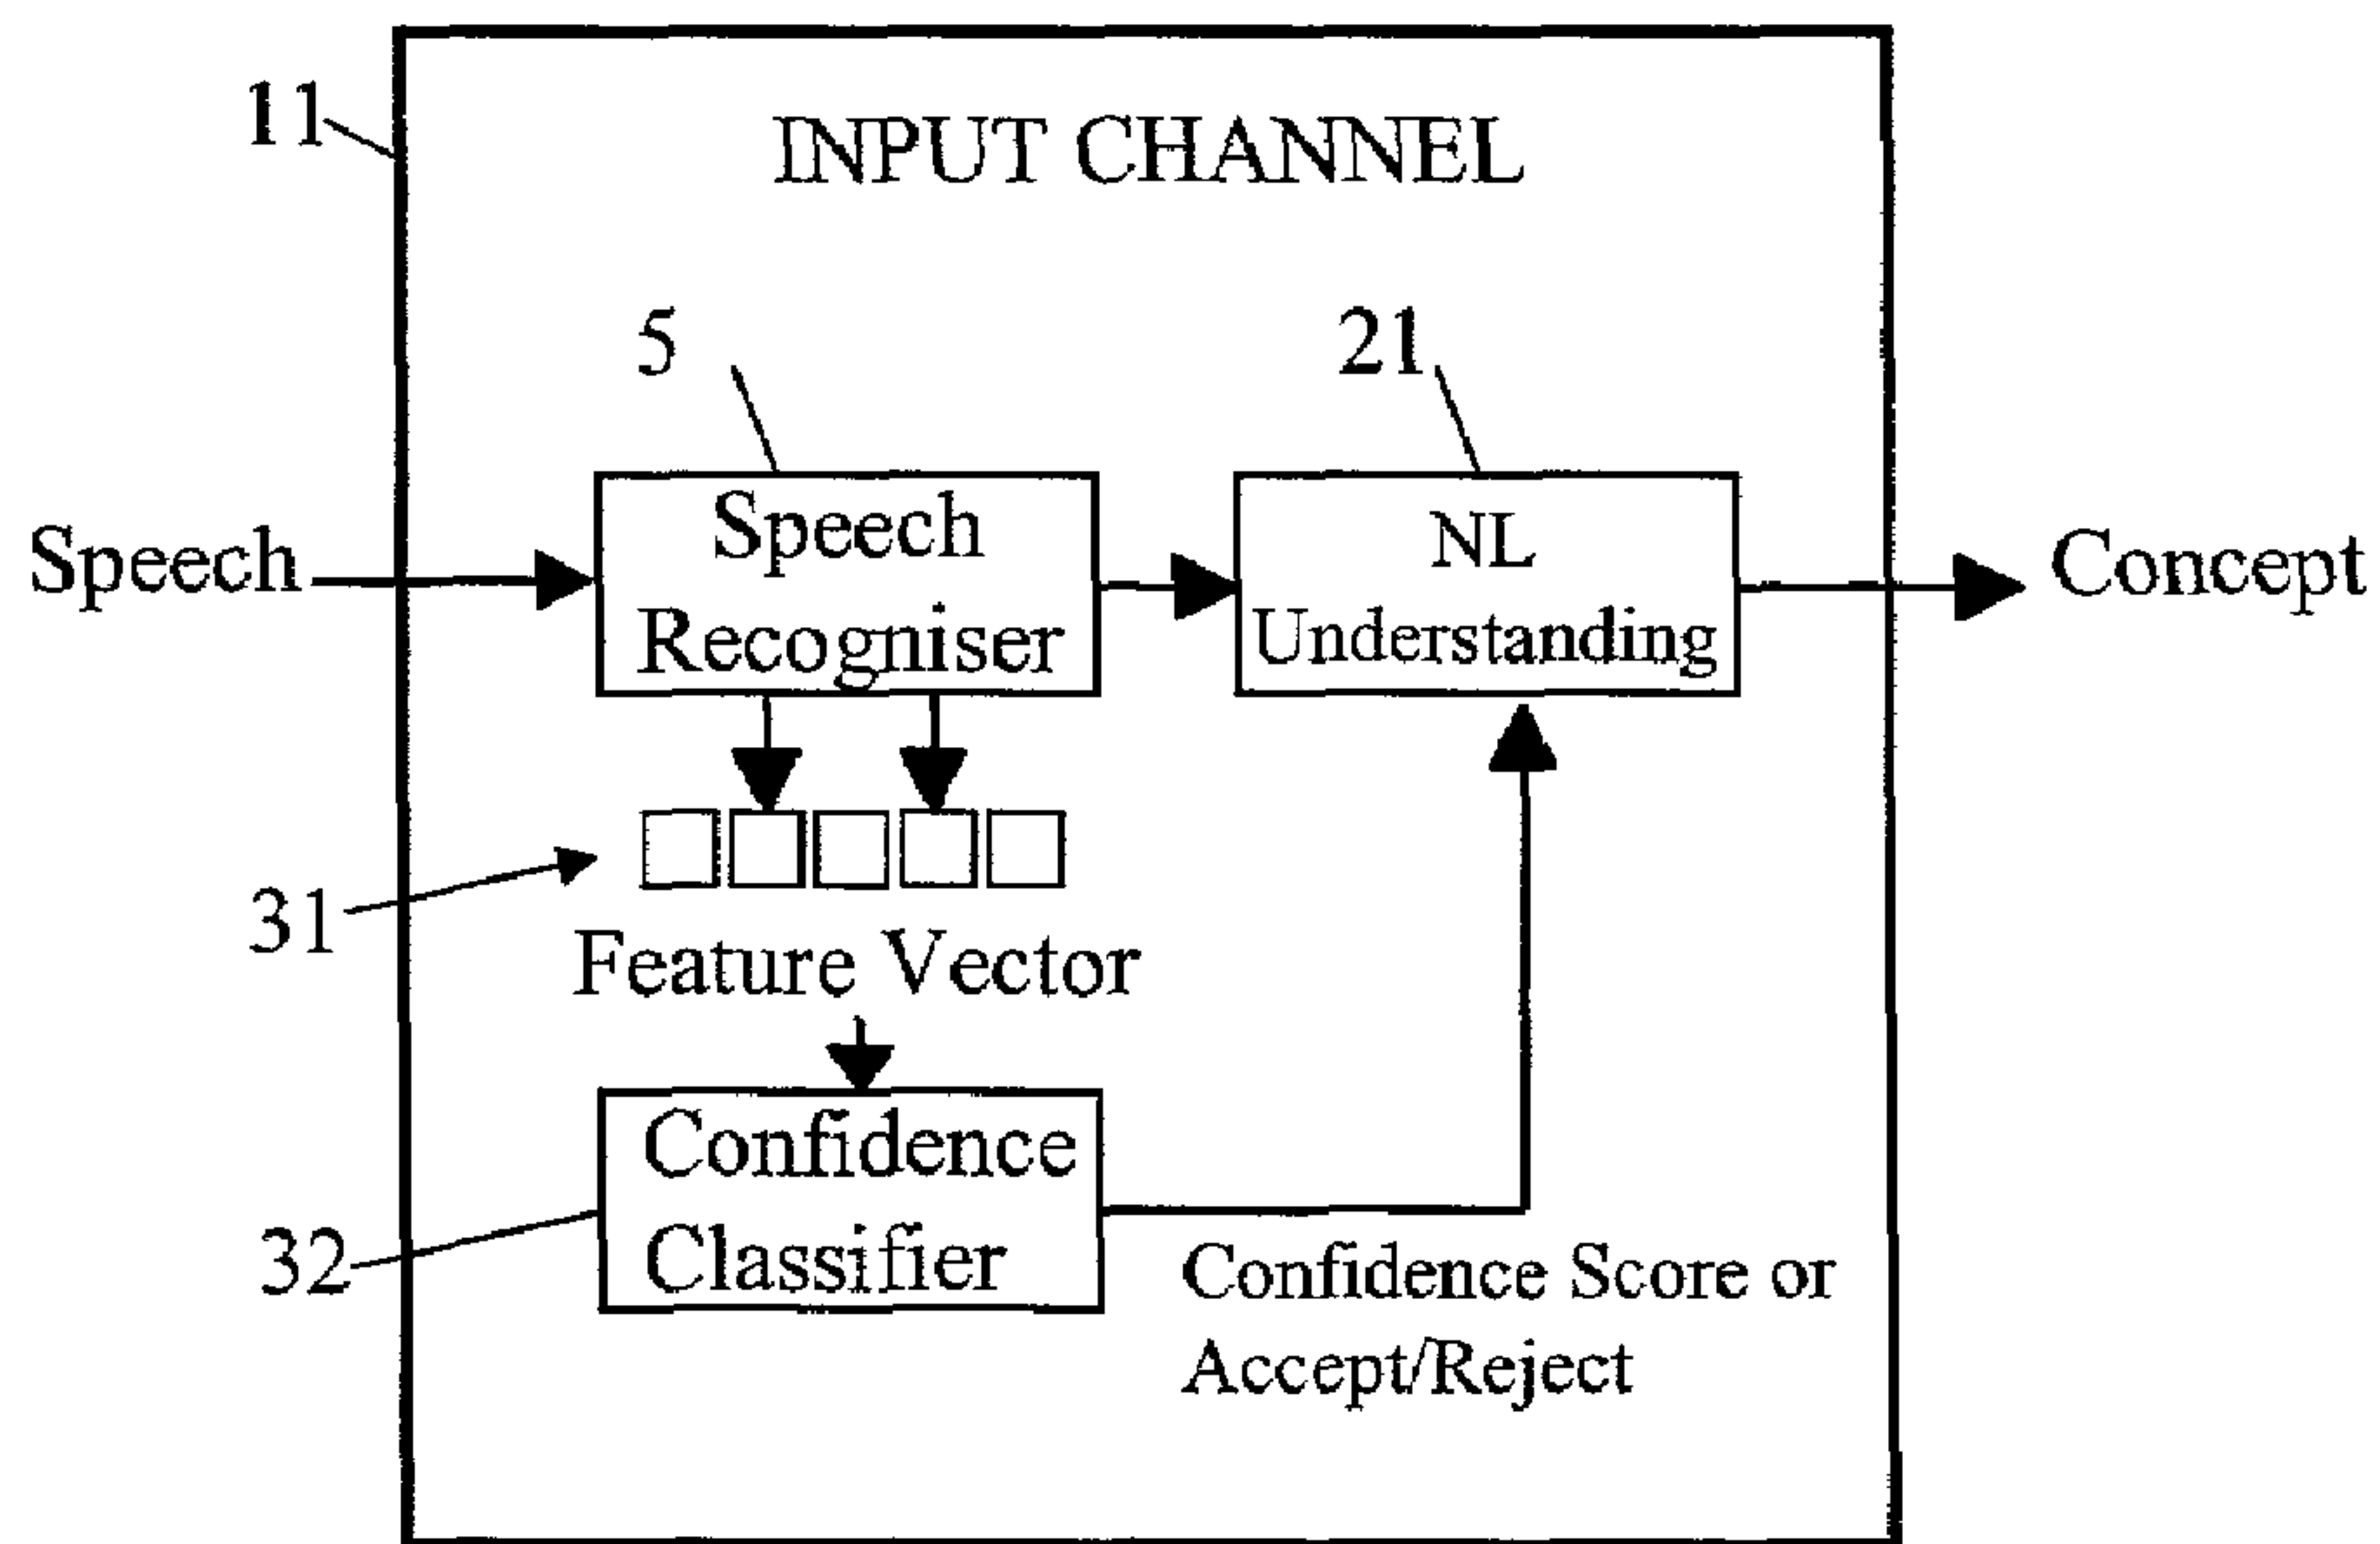 11
INPUT CHANNEL
5
21
Speech
Speech
Recogniser
NL
Understanding
Concept
31
Feature Vector
32
Confidence
Classifier
Confidence Score or
Accept/Reject